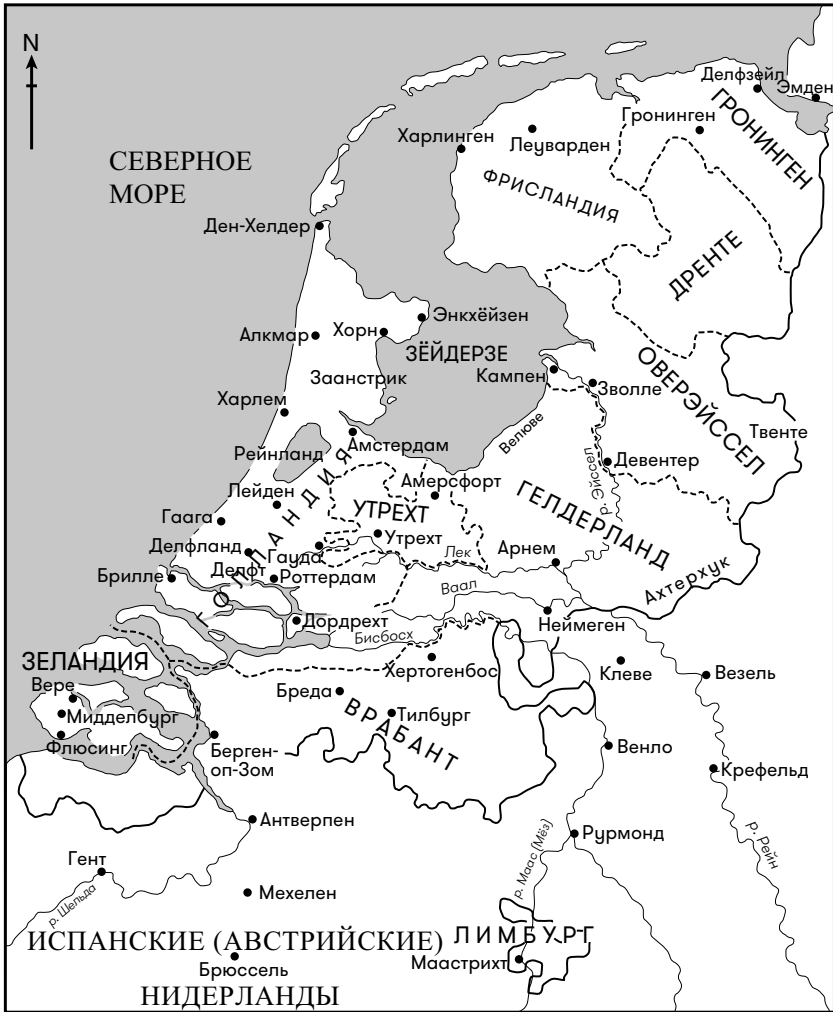 N
Делфзейл
Эмден
ГРОНИНГЕН
Гронинген
Харлинген
Леуварден
СЕВЕРНОЕ
МОРЕ
ФРИСЛАНДИЯ
Ден-Хелдер
ДРЕНТЕ
Энкхёйзен
Алкмар
Хорн
ЗЁЙДЕРЗЕ
Заанстрик
Кампен
Зволле
ОВЕРЭЙССЕЛ
Харлем
Велюве
Твенте
Амстердам
Рейнланд
р. Эйссел
Девентер
Лейден
Амерсфорт
ГЕЛДЕРЛАНД
Гаага
УТРЕХТ
Утрехт
ГОЛЛАНДИЯ
Делфланд
Гауда
Лек
Арнем
Делфт
Брилле
Роттердам
Ваал
Ахтерхук
Дордрехт
Бисбосх
Неймеген
ЗЕЛАНДИЯ
Хертогенбос
Клеве
Везель
Вере
Бреда
Мидделбург
Тилбург
ВРАБАНТ
Флюсинг
Берген-
оп-Зом
Венло
Крефельд
Антверпен
Рурмонд
р. Маас (Мёз)
р. Рейн
Гент
р. Шельда
Мехелен
ИСПАНСКИЕ (АВСТРИЙСКИЕ)
ЛИМБУРГ
Брюссель
Маастрихт
НИДЕРЛАНДЫ